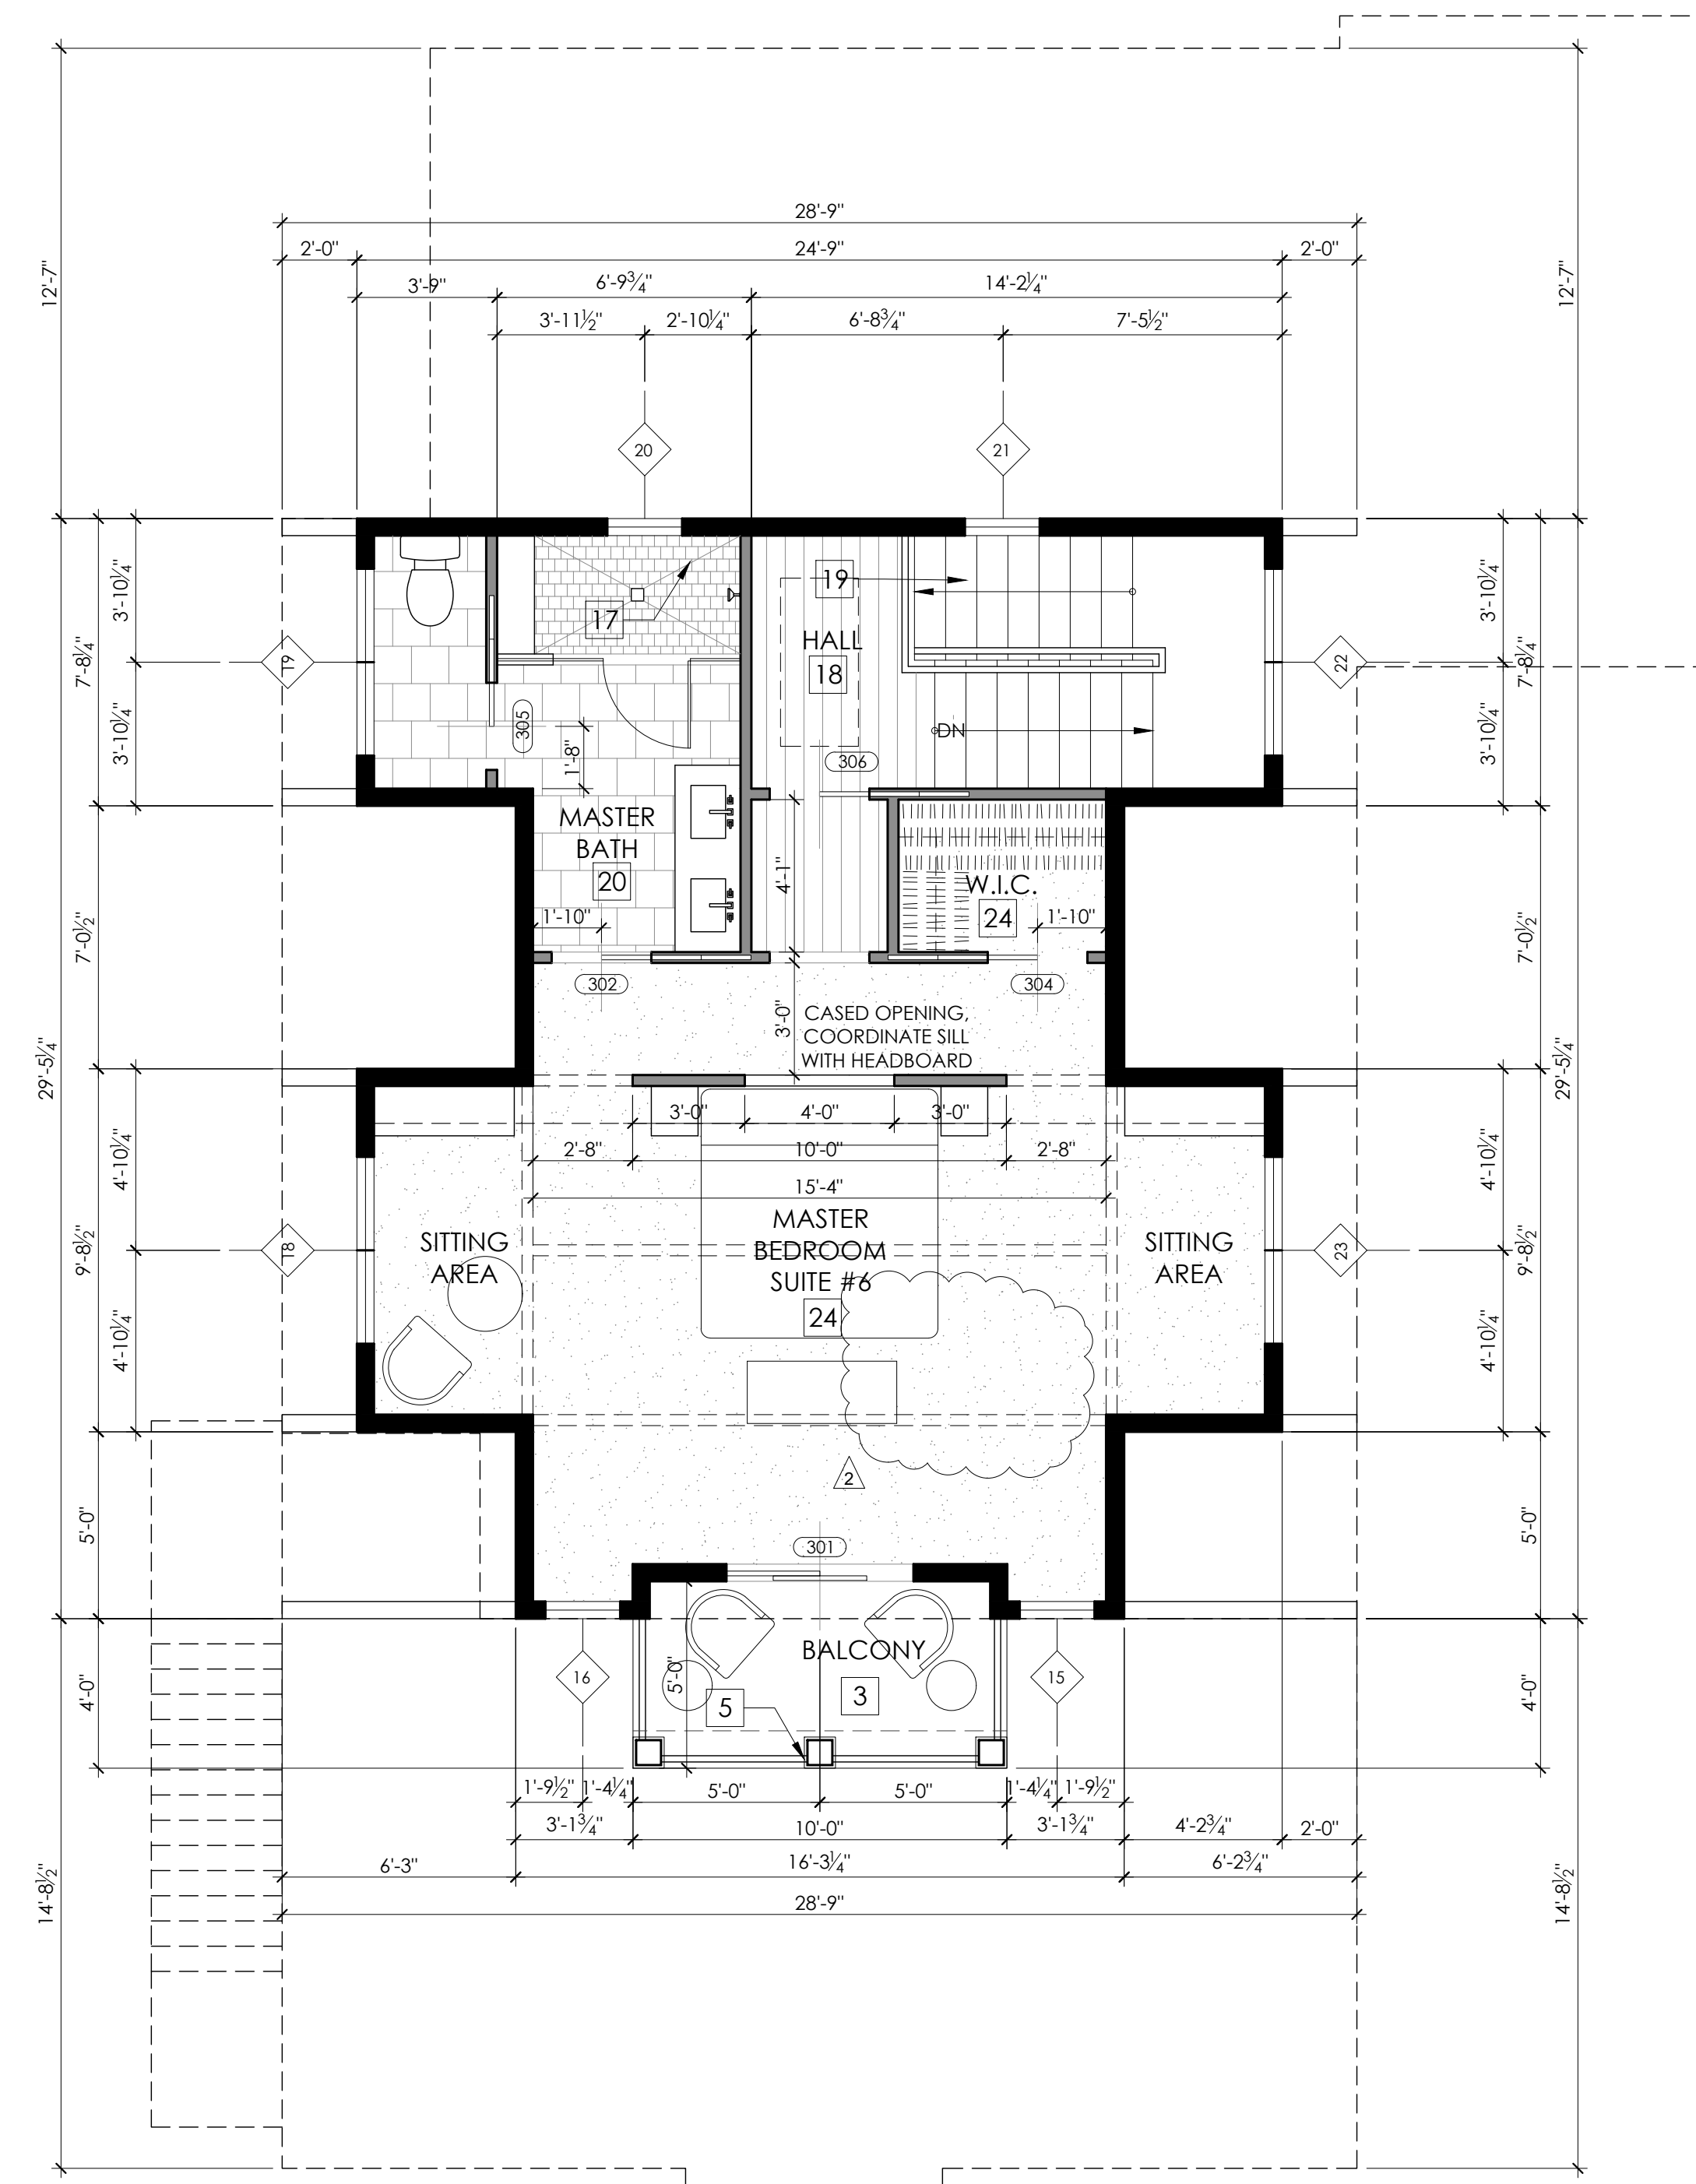 28'-9"
2'-0" 24'-9" 2'-0"
12'-7" 12'-7"
3'-9" 6'-9¾" 14'-2¼"
3'-11½" 2'-10¼" 6'-8¾" 7'-5½"
20 21
3'-10¼" 3'-10¼"
19
17
HALL
18
7'-8¼" 19 22 7'-8¼"
305
DN
3'-10¼" 1'-8" 306 3'-10¼"
MASTER
BATH
20
4'-1"
W.I.C.
24
1'-10" 1'-10"
7'-0½" 7'-0½"
302 304
3'-0"
CASED OPENING,
COORDINATE SILL
WITH HEADBOARD
29'-5¼" 29'-5¼"
3'-0" 4'-0" 3'-0"
4'-10¼" 2'-8" 10'-0" 2'-8" 4'-10¼"
15'-4"
MASTER
BEDROOM
SUITE #6
24
SITTING
AREA
SITTING
AREA
9'-8½" 18 23 9'-8½"
4'-10¼" 4'-10¼"
2
5'-0" 301 5'-0"
BALCONY
16 15
4'-0" 5'-0" 5 3 4'-0"
1'-9½" 1'-4¼" 5'-0" 5'-0" 1'-4¼" 1'-9½"
3'-1¾" 10'-0" 3'-1¾" 4'-2¾" 2'-0"
6'-3" 16'-3¼" 6'-2¾"
14'-8½" 28'-9" 14'-8½"